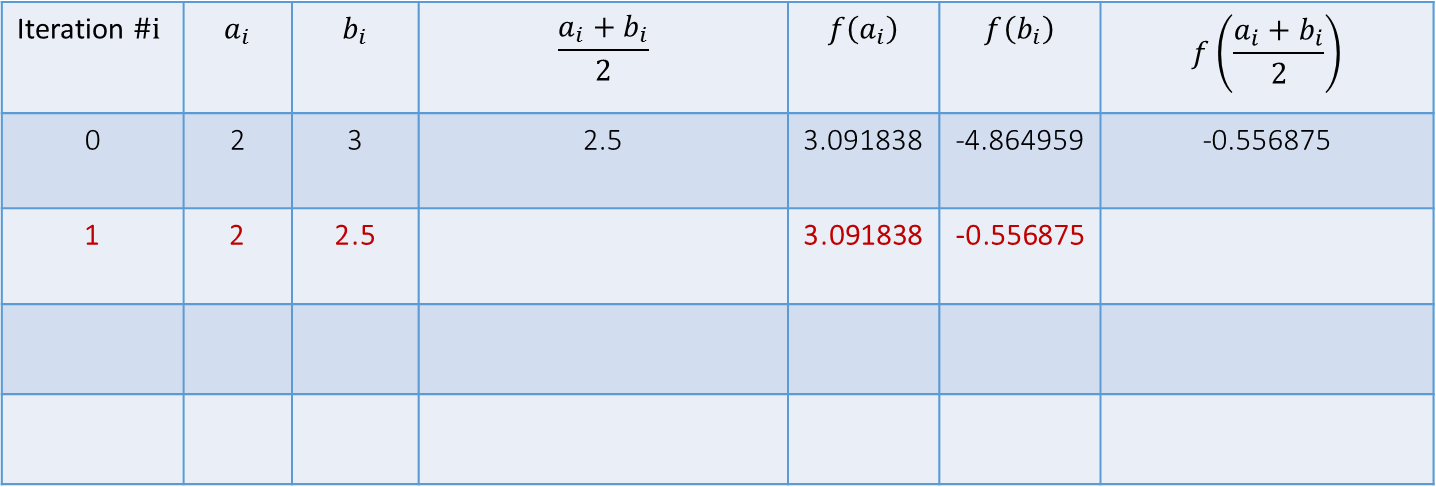 Iteration #i a_i b_i (a_i + b_i)/2 f(a_i) f(b_i) f((a_i + b_i)/2)
0 2 3 2.5 3.091838 -4.864959 -0.556875
1 2 2.5 3.091838 -0.556875